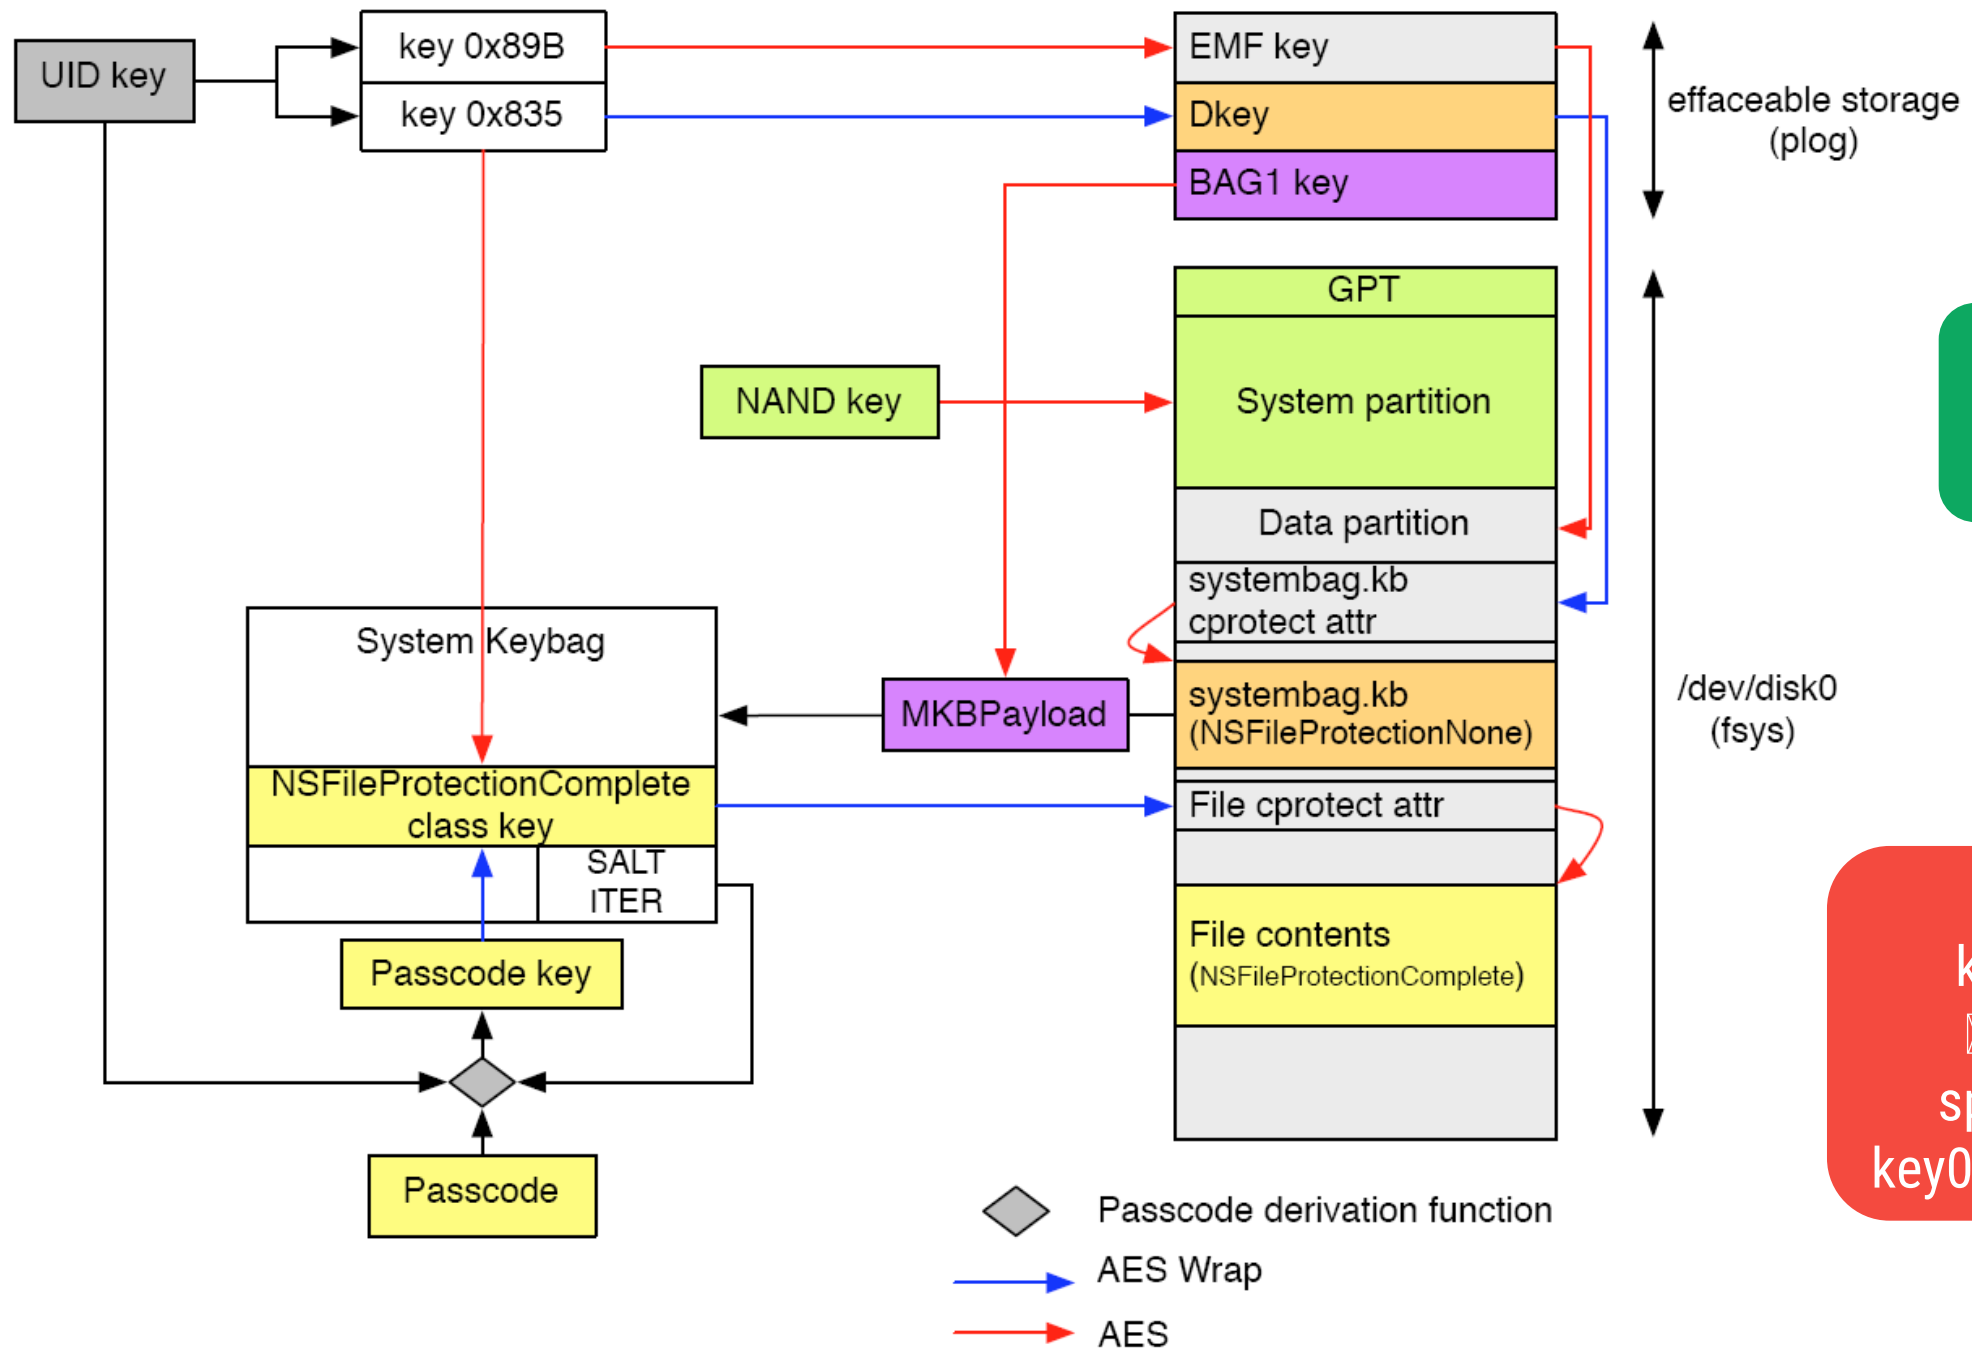 UID key
key 0x89B
key 0x835
EMF key
Dkey
BAG1 key
effaceable storage
(plog)
GPT
System partition
NAND key
Data partition
systembag.kb
cprotect attr
System Keybag
MKBPayload
systembag.kb
(NSFileProtectionNone)
/dev/disk0
(fsys)
NSFileProtectionComplete
class key
File cprotect attr
SALT
ITER
File contents
(NSFileProtectionComplete)
Passcode key
Passcode
Passcode derivation function
AES Wrap
AES
key0